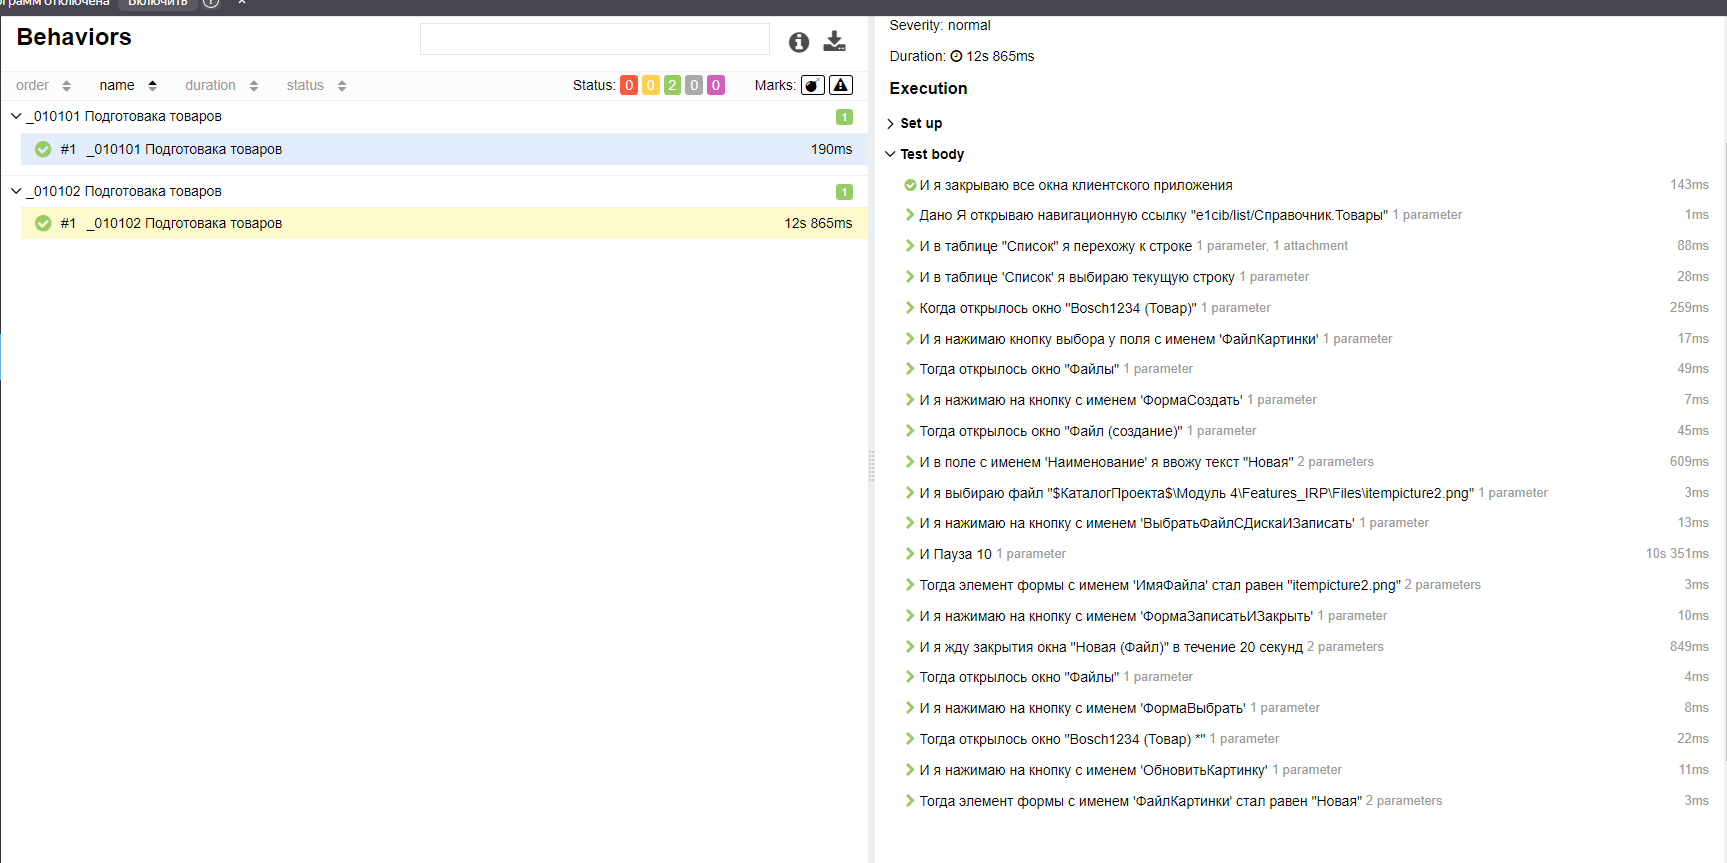 ограмм отключена Включить ?
Behaviors
order name duration status Status: 0 0 2 0 0 Marks:
_010101 Подготовака товаров 1
#1 _010101 Подготовака товаров 190ms
_010102 Подготовака товаров 1
#1 _010102 Подготовака товаров 12s 865ms
Severity: normal
Duration: 12s 865ms
Execution
Set up
Test body
И я закрываю все окна клиентского приложения 143ms
Дано Я открываю навигационную ссылку "e1cib/list/Справочник.Товары" 1 parameter 1ms
И в таблице "Список" я перехожу к строке 1 parameter, 1 attachment 88ms
И в таблице 'Список' я выбираю текущую строку 1 parameter 28ms
Когда открылось окно "Bosch1234 (Товар)" 1 parameter 259ms
И я нажимаю кнопку выбора у поля с именем 'ФайлКартинки' 1 parameter 17ms
Тогда открылось окно "Файлы" 1 parameter 49ms
И я нажимаю на кнопку с именем 'ФормаСоздать' 1 parameter 7ms
Тогда открылось окно "Файл (создание)" 1 parameter 45ms
И в поле с именем 'Наименование' я ввожу текст "Новая" 2 parameters 609ms
И я выбираю файл "$КаталогПроекта$\Модуль 4\Features_IRP\Files\itempicture2.png" 1 parameter 3ms
И я нажимаю на кнопку с именем 'ВыбратьФайлСДискаИЗаписать' 1 parameter 13ms
И Пауза 10 1 parameter 10s 351ms
Тогда элемент формы с именем 'ИмяФайла' стал равен "itempicture2.png" 2 parameters 3ms
И я нажимаю на кнопку с именем 'ФормаЗаписатьИЗакрыть' 1 parameter 10ms
И я жду закрытия окна "Новая (Файл)" в течение 20 секунд 2 parameters 849ms
Тогда открылось окно "Файлы" 1 parameter 4ms
И я нажимаю на кнопку с именем 'ФормаВыбрать' 1 parameter 8ms
Тогда открылось окно "Bosch1234 (Товар) *" 1 parameter 22ms
И я нажимаю на кнопку с именем 'ОбновитьКартинку' 1 parameter 11ms
Тогда элемент формы с именем 'ФайлКартинки' стал равен "Новая" 2 parameters 3ms